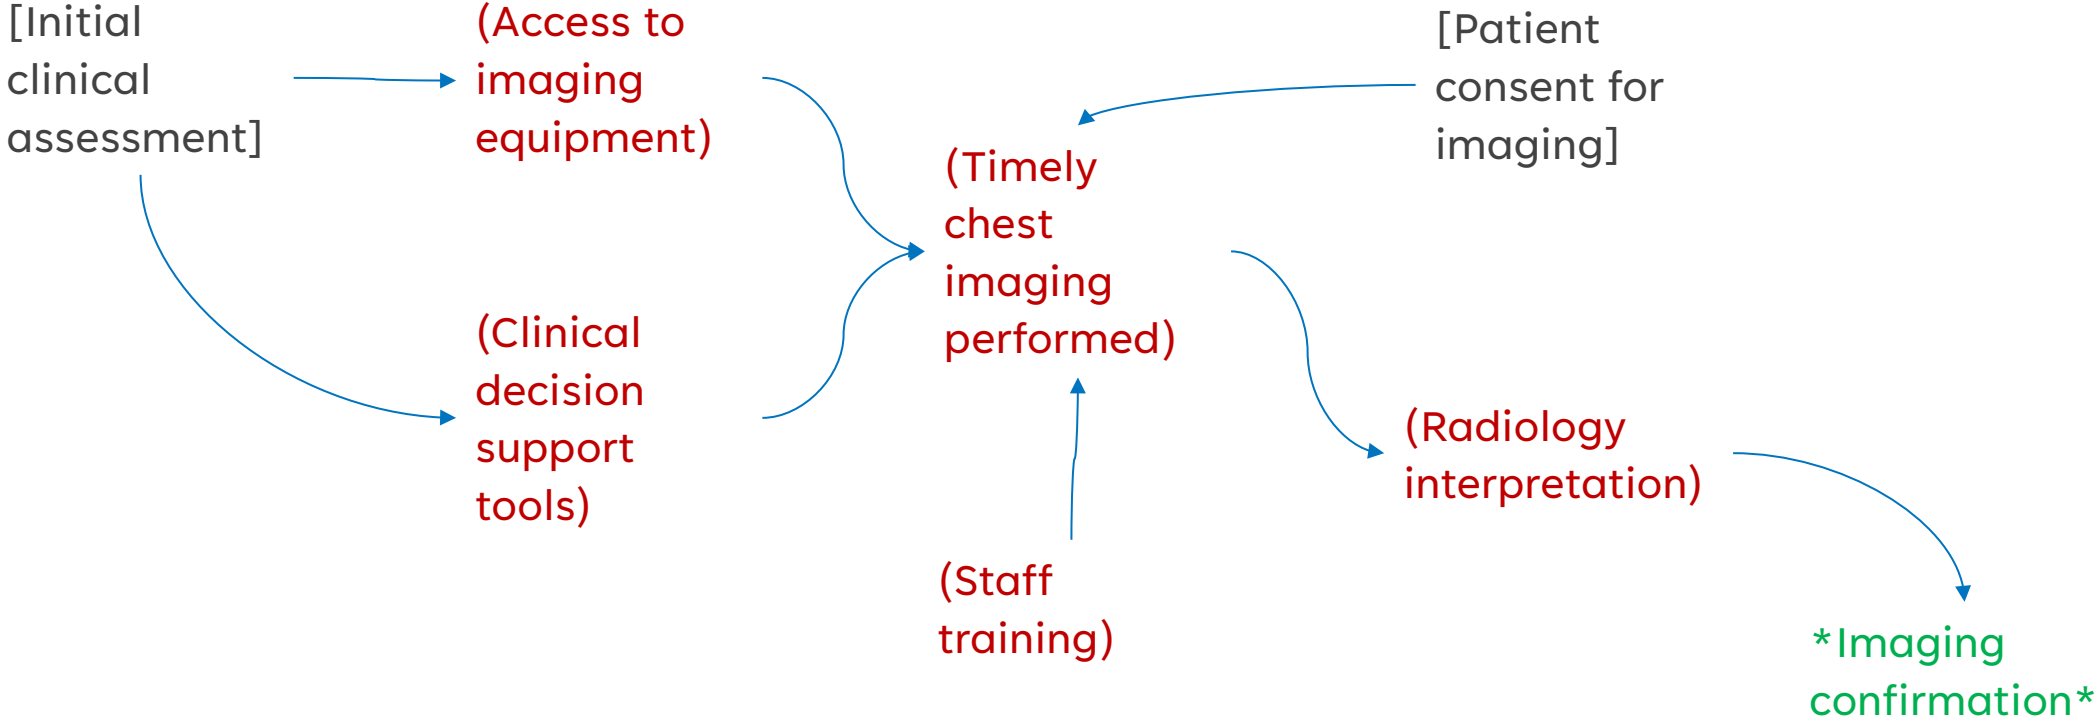 [Initial
clinical
assessment]
(Access to
imaging
equipment)
[Patient
consent for
imaging]
(Timely
chest
imaging
performed)
(Clinical
decision
support
tools)
(Radiology
interpretation)
(Staff
training)
*Imaging
confirmation*